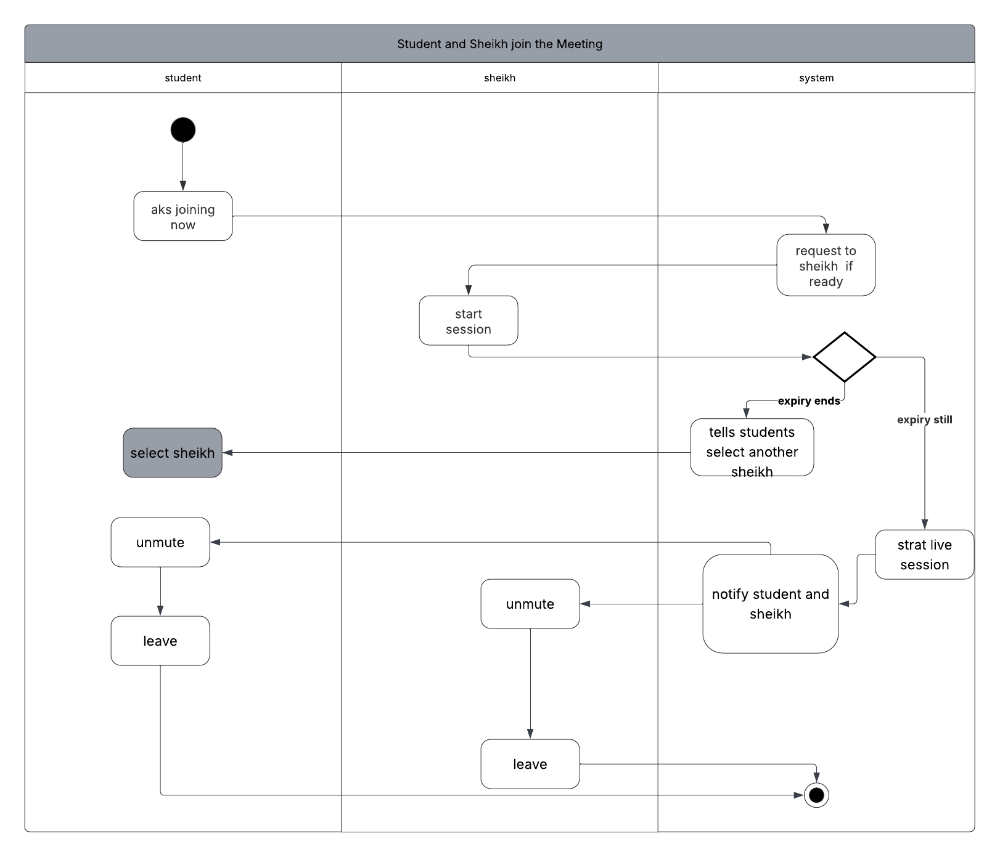 Student and Sheikh join the Meeting
student
sheikh
system
aks joining
now
request to
sheikh  if
ready
start
session
expiry ends
expiry still
tells students
select another
sheikh
select sheikh
unmute
strat live
session
notify student and
sheikh
unmute
leave
leave